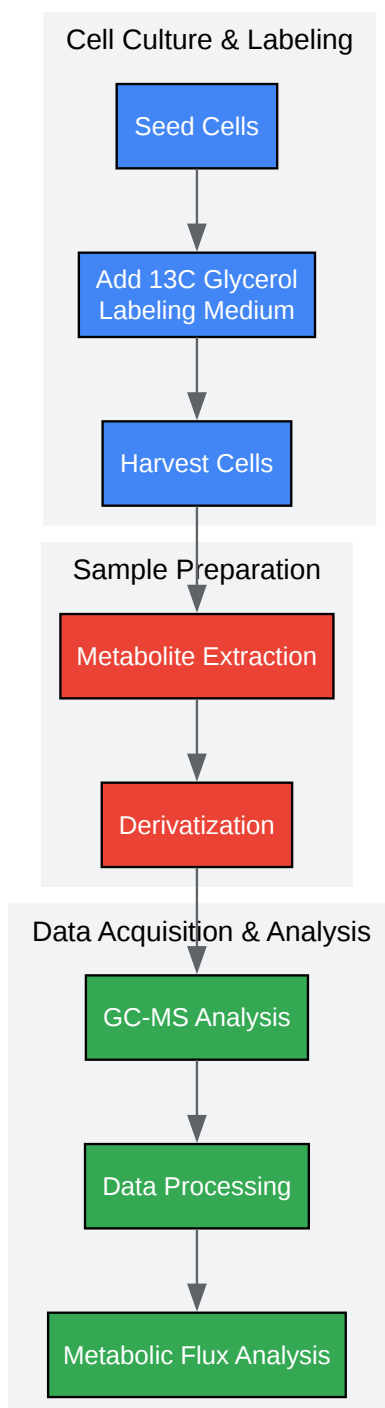 Cell Culture & Labeling
Seed Cells
Add 13C Glycerol
Labeling Medium
Harvest Cells
Sample Preparation
Metabolite Extraction
Derivatization
Data Acquisition & Analysis
GC-MS Analysis
Data Processing
Metabolic Flux Analysis